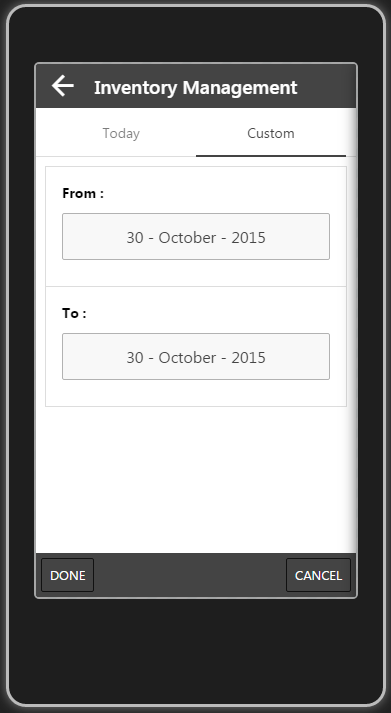 Inventory Management
Today Custom
From :
30 - October - 2015
To :
30 - October - 2015
DONE CANCEL